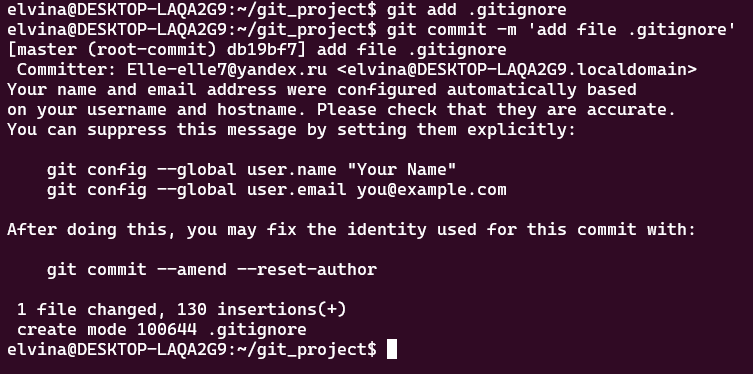 elvina@DESKTOP-LAQA2G9:~/git_project$ git add .gitignore
elvina@DESKTOP-LAQA2G9:~/git_project$ git commit -m 'add file .gitignore'
[master (root-commit) db19bf7] add file .gitignore
 Committer: Elle-elle7@yandex.ru <elvina@DESKTOP-LAQA2G9.localdomain>
Your name and email address were configured automatically based
on your username and hostname. Please check that they are accurate.
You can suppress this message by setting them explicitly:

    git config --global user.name "Your Name"
    git config --global user.email you@example.com

After doing this, you may fix the identity used for this commit with:

    git commit --amend --reset-author

 1 file changed, 130 insertions(+)
 create mode 100644 .gitignore
elvina@DESKTOP-LAQA2G9:~/git_project$